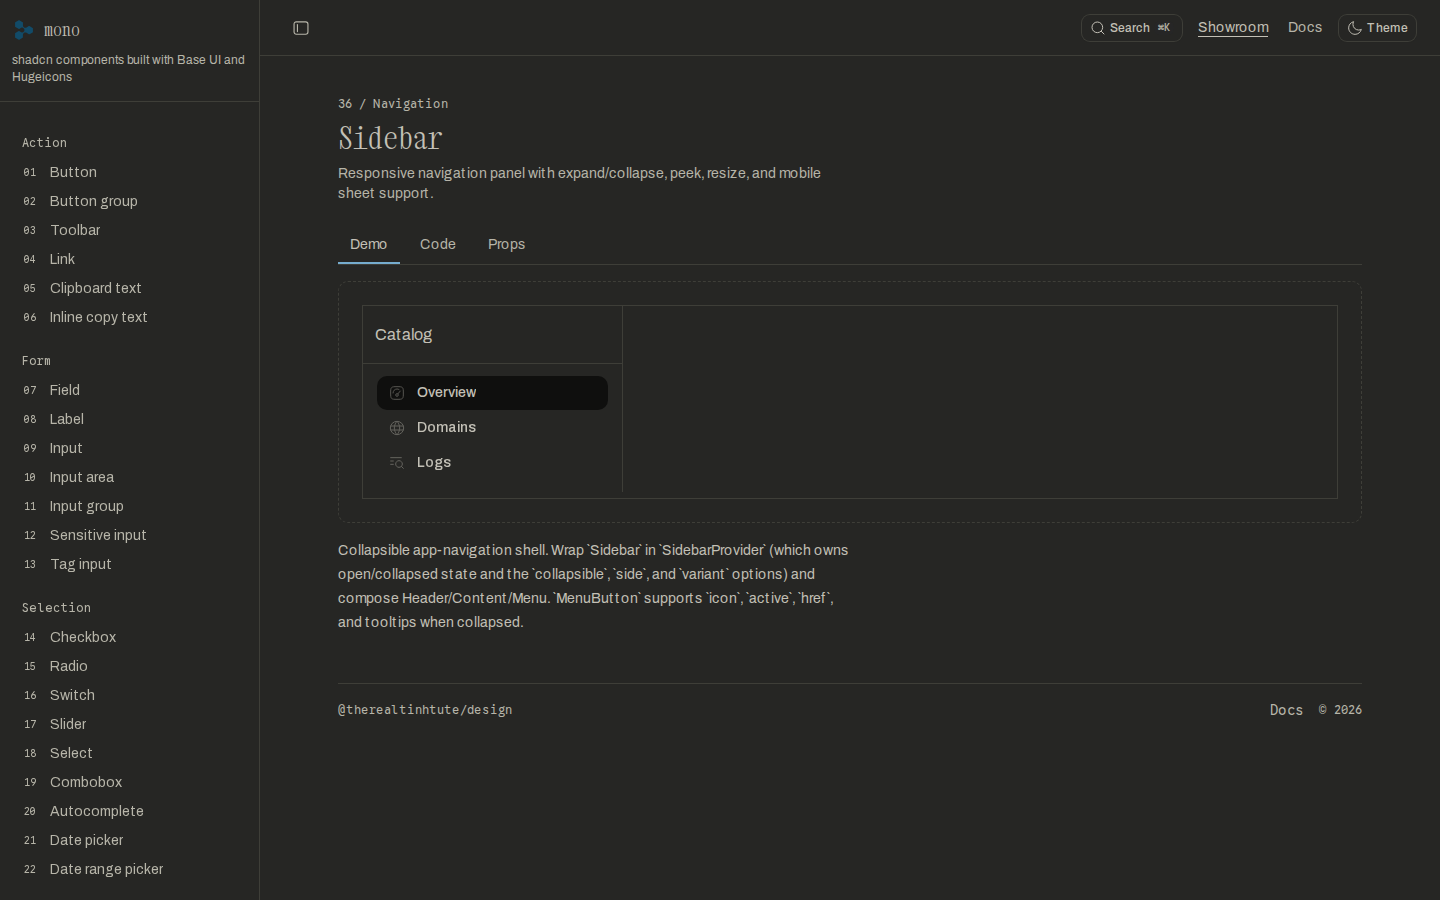 mono
shadcn components built with Base UI and
Hugeicons
Search ⌘K
Showroom
Docs
Theme
Action
01 Button
02 Button group
03 Toolbar
04 Link
05 Clipboard text
06 Inline copy text
Form
07 Field
08 Label
09 Input
10 Input area
11 Input group
12 Sensitive input
13 Tag input
Selection
14 Checkbox
15 Radio
16 Switch
17 Slider
18 Select
19 Combobox
20 Autocomplete
21 Date picker
22 Date range picker
36 / Navigation
Sidebar
Responsive navigation panel with expand/collapse, peek, resize, and mobile
sheet support.
Demo Code Props
Catalog
Overview
Domains
Logs
Collapsible app-navigation shell. Wrap `Sidebar` in `SidebarProvider` (which owns
open/collapsed state and the `collapsible`, `side`, and `variant` options) and
compose Header/Content/Menu. `MenuButton` supports `icon`, `active`, `href`,
and tooltips when collapsed.
@therealtinhtute/design
Docs © 2026